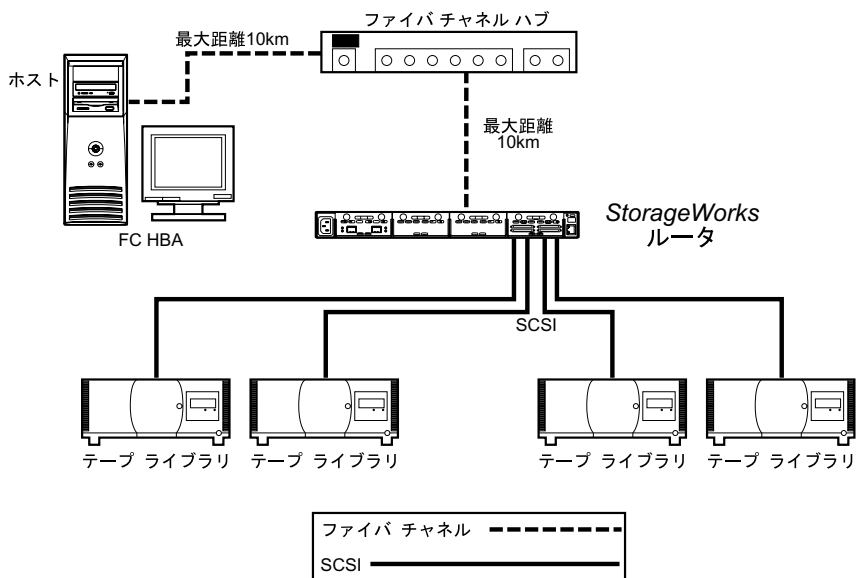 ファイバ チャネル ハブ
最大距離10km
ホスト
最大距離
10km
StorageWorks
ルータ
FC HBA
SCSI
テープ ライブラリ
テープ ライブラリ
テープ ライブラリ
テープ ライブラリ
ファイバ チャネル
SCSI